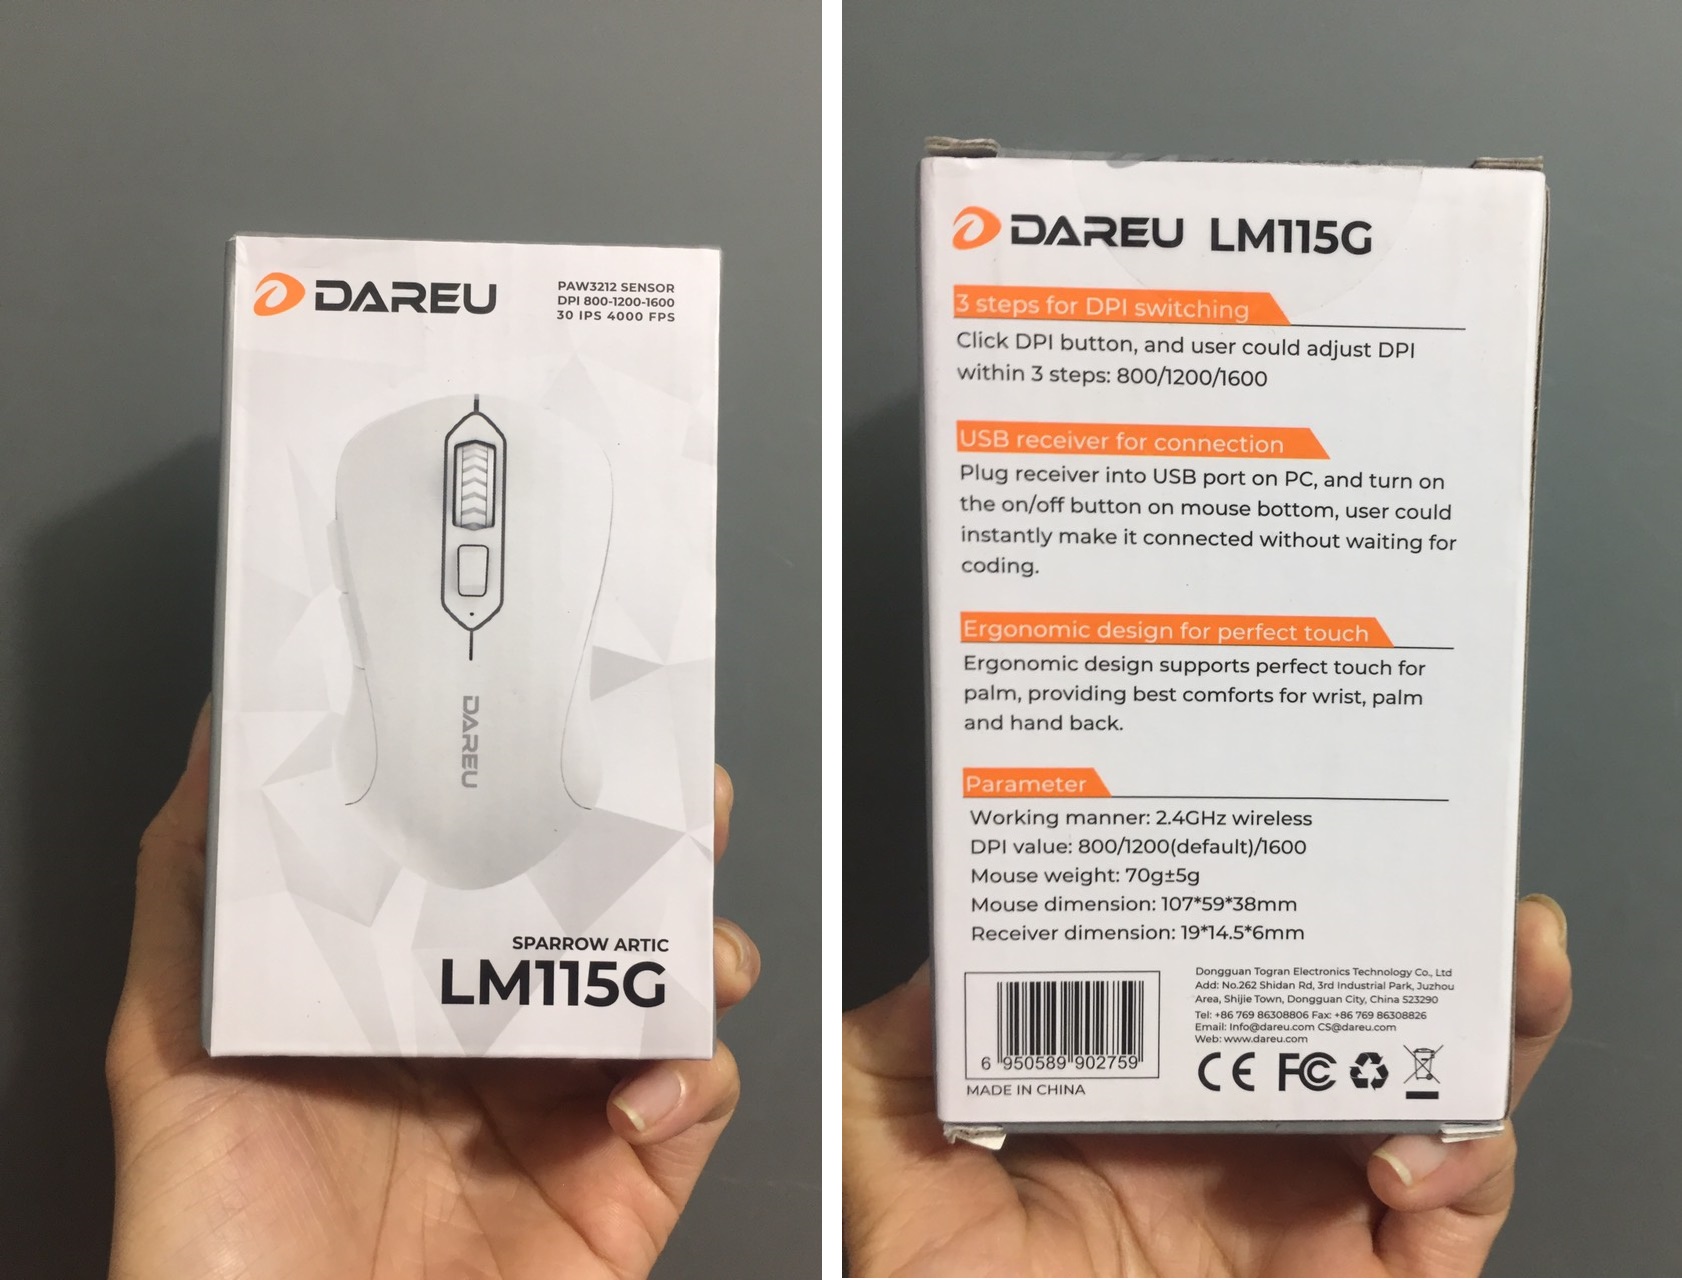 DAREU
PAW3212 SENSOR
DPI 800-1200-1600
30 IPS 4000 FPS
DAREU
SPARROW ARTIC
LM115G
DAREU LM115G
3 steps for DPI switching
Click DPI button, and user could adjust DPI
within 3 steps: 800/1200/1600
USB receiver for connection
Plug receiver into USB port on PC, and turn on
the on/off button on mouse bottom, user could
instantly make it connected without waiting for
coding.
Ergonomic design for perfect touch
Ergonomic design supports perfect touch for
palm, providing best comforts for wrist, palm
and hand back.
Parameter
Working manner: 2.4GHz wireless
DPI value: 800/1200(default)/1600
Mouse weight: 70g±5g
Mouse dimension: 107*59*38mm
Receiver dimension: 19*14.5*6mm
6 950589 902759
MADE IN CHINA
Dongguan Togran Electronics Technology Co., Ltd
Add: No.262 Shidan Rd, 3rd Industrial Park, Juzhou
Area, Shijie Town, Dongguan City, China 523290
Tel: +86 769 86308806 Fax: +86 769 86308826
Email: Info@dareu.com CS@dareu.com
Web: www.dareu.com
CE FC